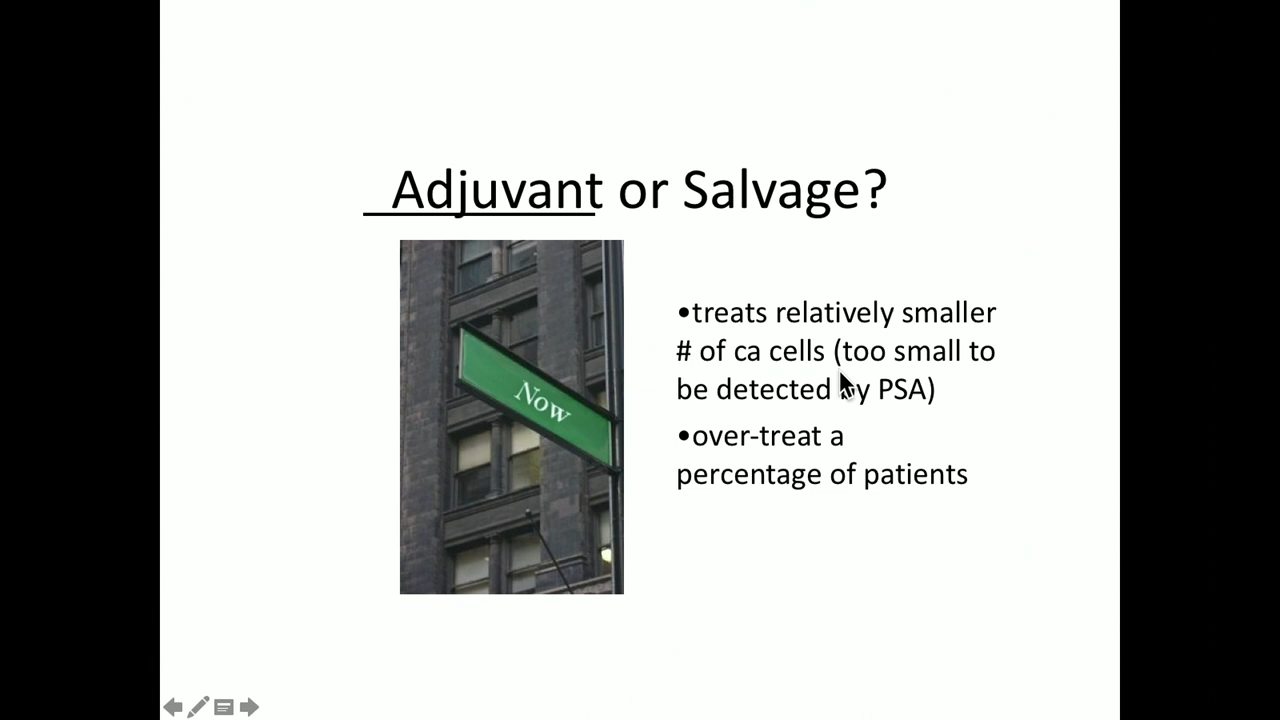 Adjuvant or Salvage?
Now
•treats relatively smaller
# of ca cells (too small to
be detected by PSA)
•over-treat a
percentage of patients